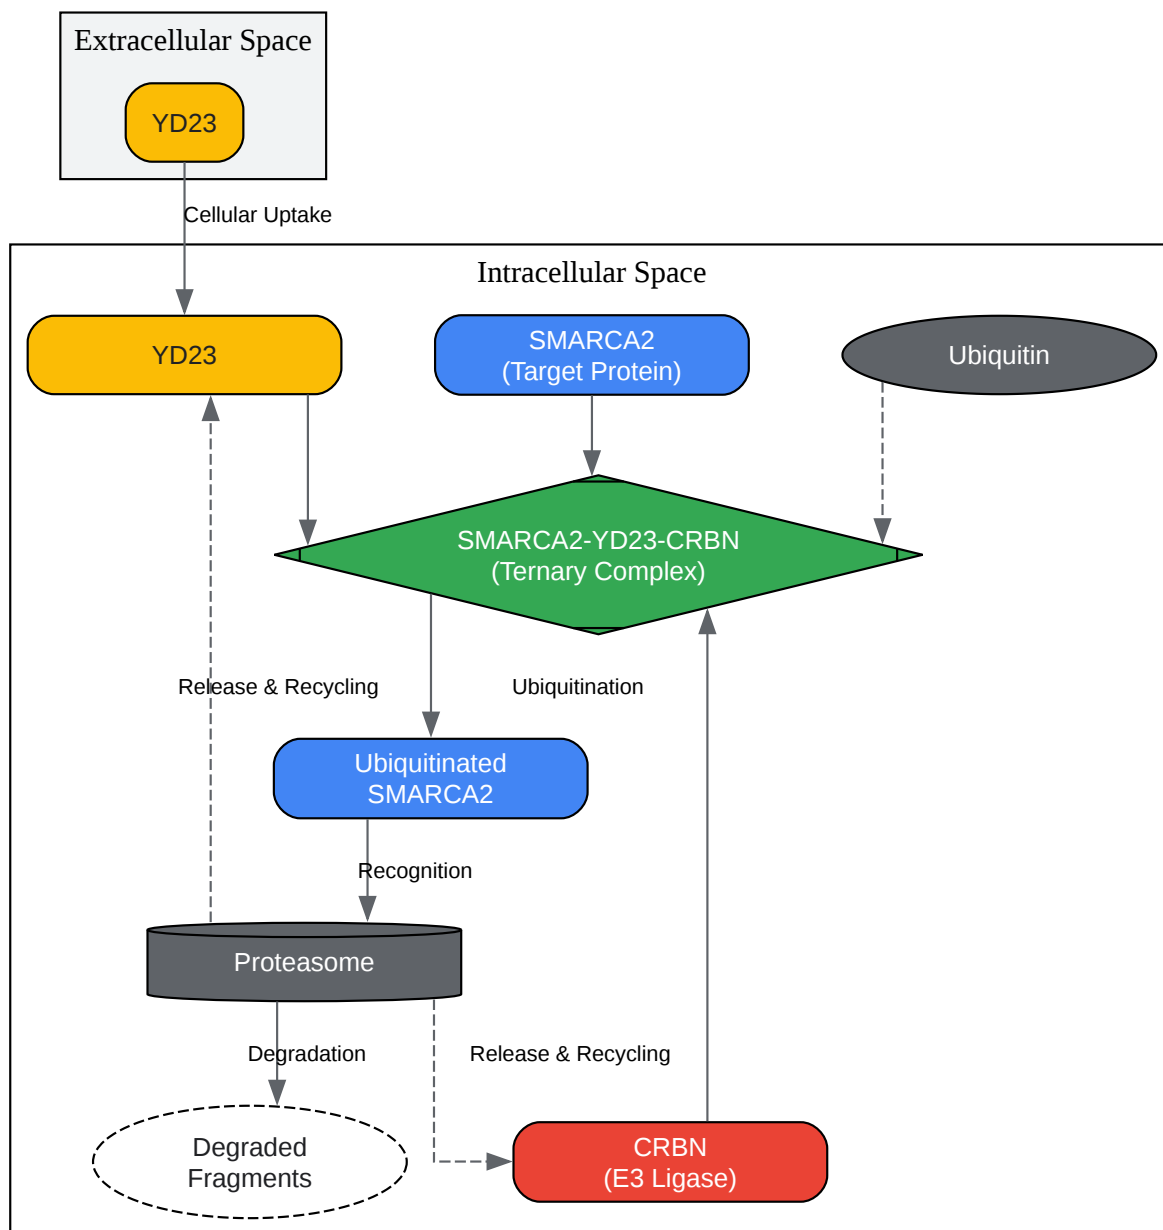 Extracellular Space
YD23
Cellular Uptake
Intracellular Space
YD23
SMARCA2
(Target Protein)
Ubiquitin
SMARCA2-YD23-CRBN
(Ternary Complex)
Release & Recycling
Ubiquitination
Ubiquitinated
SMARCA2
Recognition
Proteasome
Degradation
Release & Recycling
Degraded
Fragments
CRBN
(E3 Ligase)